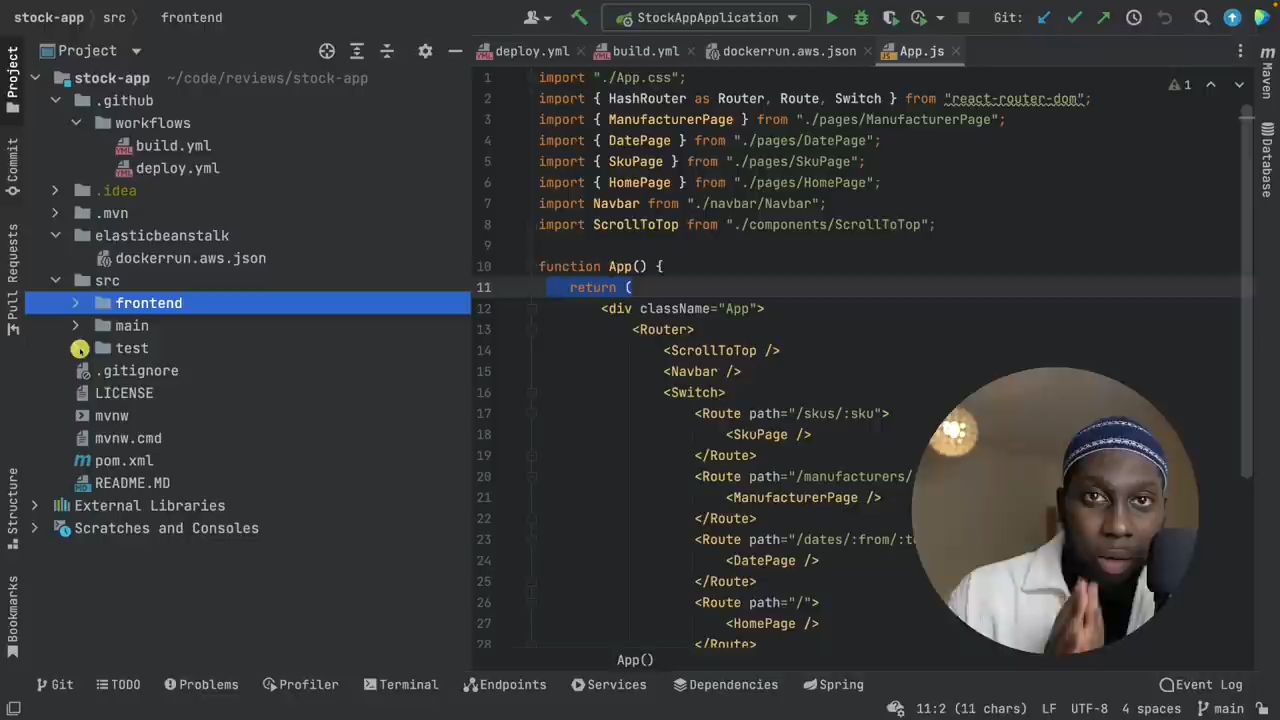 stock-app
src
frontend
StockAppApplication
Git:
Project
deploy.yml
build.yml
dockerrun.aws.json
App.js
Project
Commit
Pull Requests
Structure
Bookmarks
stock-app ~/code/reviews/stock-app
.github
workflows
build.yml
deploy.yml
.idea
.mvn
elasticbeanstalk
dockerrun.aws.json
src
frontend
main
test
.gitignore
LICENSE
mvnw
mvnw.cmd
pom.xml
README.MD
External Libraries
Scratches and Consoles
1 import "./App.css";
2 import { HashRouter as Router, Route, Switch } from "react-router-dom";
3 import { ManufacturerPage } from "./pages/ManufacturerPage";
4 import { DatePage } from "./pages/DatePage";
5 import { SkuPage } from "./pages/SkuPage";
6 import { HomePage } from "./pages/HomePage";
7 import Navbar from "./navbar/Navbar";
8 import ScrollToTop from "./components/ScrollToTop";
9
10 function App() {
11 return (
12 <div className="App">
13 <Router>
14 <ScrollToTop />
15 <Navbar />
16 <Switch>
17 <Route path="/skus/:sku">
18 <SkuPage />
19 </Route>
20 <Route path="/manufacturers/
21 <ManufacturerPage />
22 </Route>
23 <Route path="/dates/:from/:t
24 <DatePage />
25 </Route>
26 <Route path="/">
27 <HomePage />
28 </Route>
App()
1
Maven
Database
Git
TODO
Problems
Profiler
Terminal
Endpoints
Services
Dependencies
Spring
Event Log
11:2 (11 chars)
LF
UTF-8
4 spaces
main